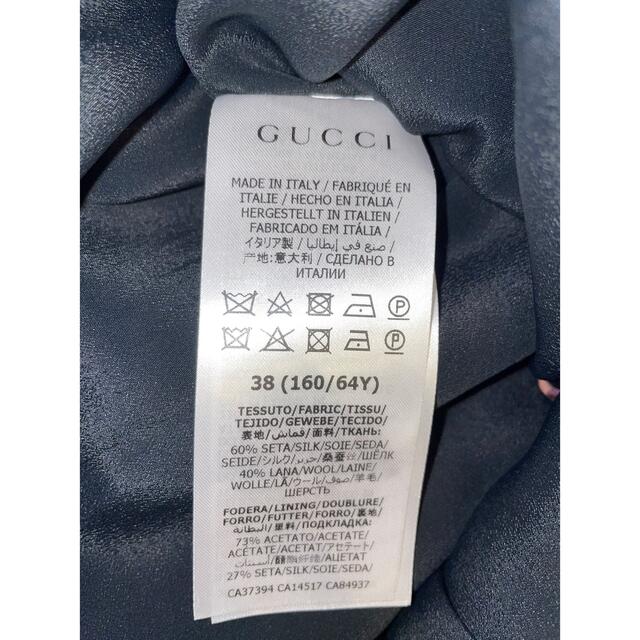 GUCCI
MADE IN ITALY / FABRIQUÉ EN
ITALIE / HECHO EN ITALIA /
HERGESTELLT IN ITALIEN /
FABRICADO EM ITÁLIA /
イタリア製 / صنع في إيطاليا /
产地:意大利 / СДЕЛАНО В
ИТАЛИИ
38 (160/64Y)
TESSUTO/FABRIC/TISSU/
TEJIDO/GEWEBE/TECIDO/
表地/قماش/面料/ТКАНЬ:
60% SETA/SILK/SOIE/SEDA/
SEIDE/シルク/حرير/桑蚕丝/ШЁЛК
40% LANA/WOOL/LAINE/
WOLLE/LÃ/ウール/صوف/羊毛/
ШЕРСТЬ
FODERA/LINING/DOUBLURE/
FORRO/FUTTER/FORRO/裏地/
البطانة/里料/ПОДКЛАДКА:
73% ACETATO/ACETATE/
ACÉTATE/ACETAT/アセテート/
أسيتات/醋酯纤维/АЦЕТАТ
27% SETA/SILK/SOIE/SEDA/
CA37394 CA14517 CA84937